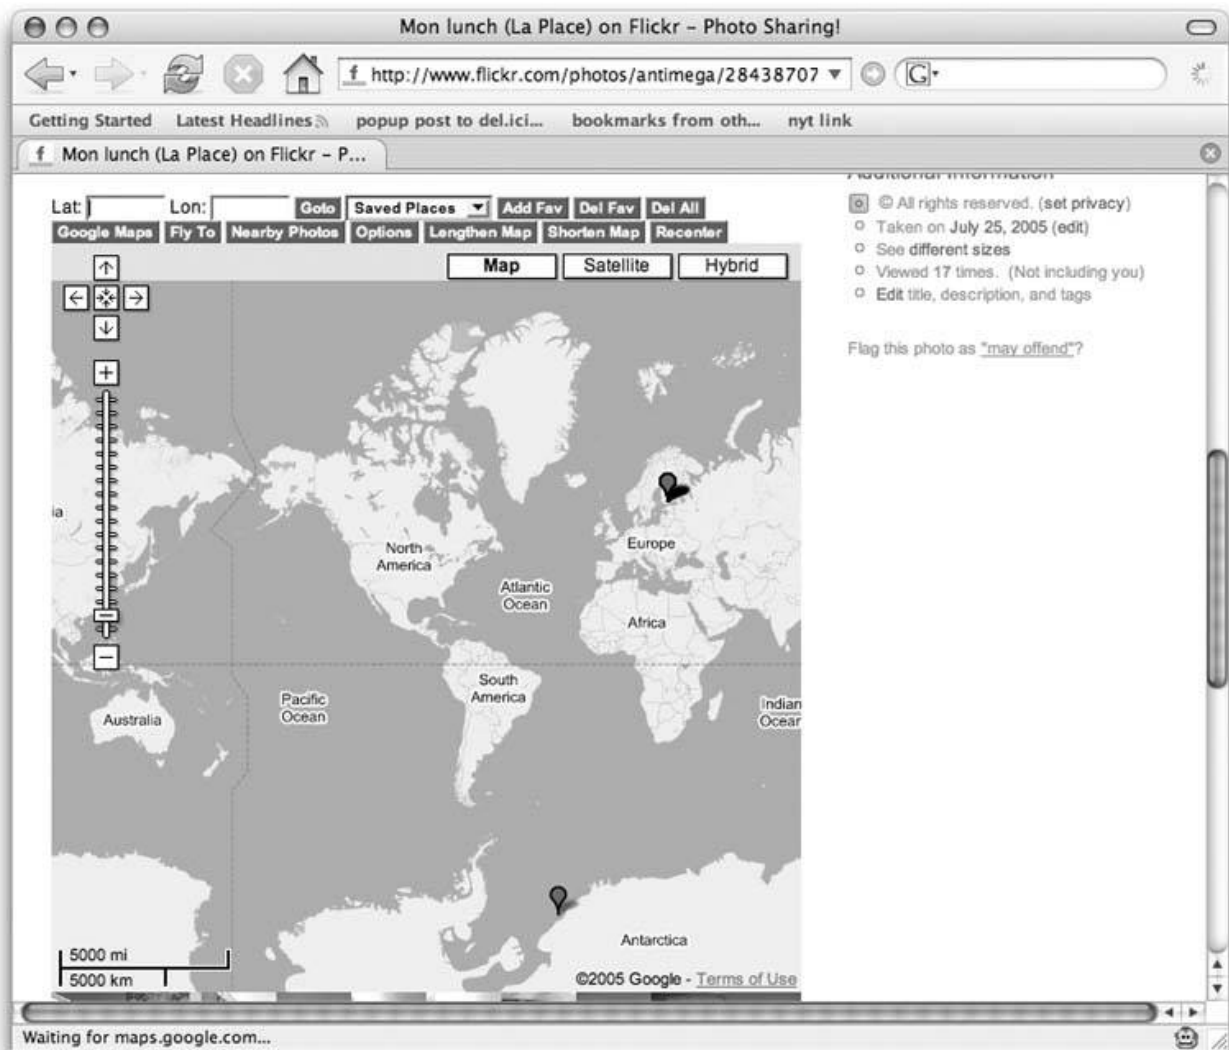 Mon lunch (La Place) on Flickr – Photo Sharing!
f http://www.flickr.com/photos/antimega/28438707
G
Getting Started Latest Headlines popup post to del.ici... bookmarks from oth... nyt link
f Mon lunch (La Place) on Flickr – P...
Additional Information
Lat: Lon: Goto Saved Places Add Fav Del Fav Del All
Google Maps Fly To Nearby Photos Options Lengthen Map Shorten Map Recenter
Map Satellite Hybrid
© All rights reserved. (set privacy)
Taken on July 25, 2005 (edit)
See different sizes
Viewed 17 times. (Not including you)
Edit title, description, and tags
Flag this photo as "may offend"?
ia
North
America
Europe
Atlantic
Ocean
Africa
South
America
Pacific
Ocean
Australia
Indian
Ocean
Antarctica
5000 mi
5000 km
©2005 Google - Terms of Use
Waiting for maps.google.com...